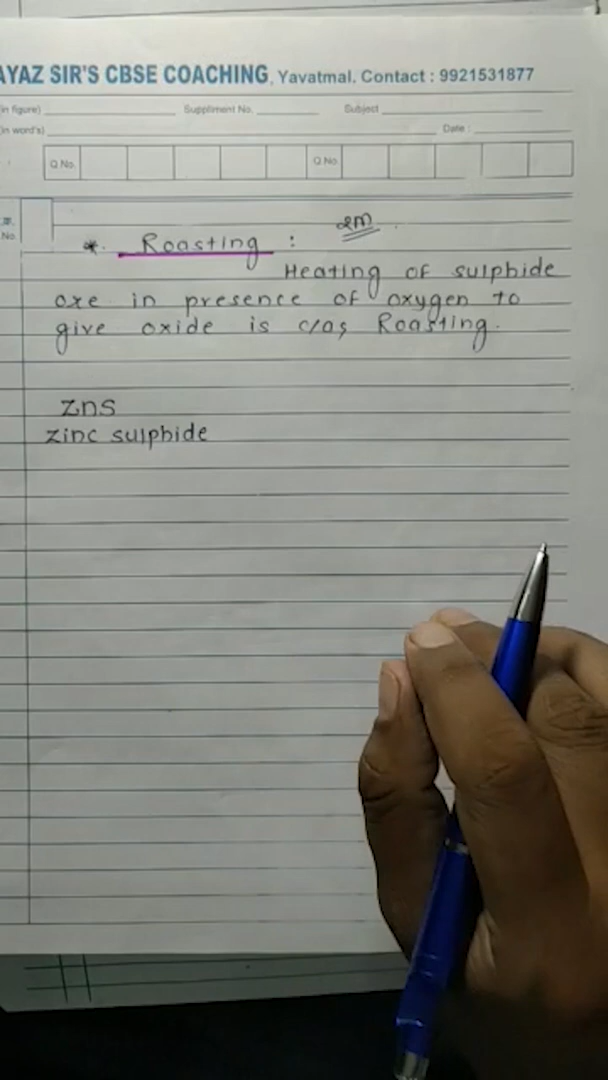 AYAZ SIR'S CBSE COACHING, Yavatmal. Contact : 9921531877
(in figure) Suppliment No. Subject
(in word's) Date :
Q No. Q No
No
2m
* Roasting :
Heating of sulphide
ore in presence of oxygen to
give oxide is c/as Roasting.
ZnS
zinc sulphide